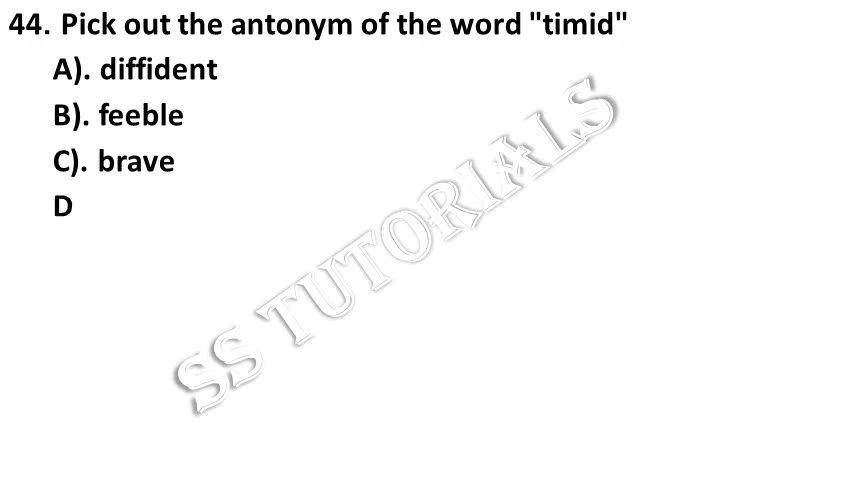 44. Pick out the antonym of the word "timid"
A). diffident
B). feeble
C). brave
D
SS TUTORIALS